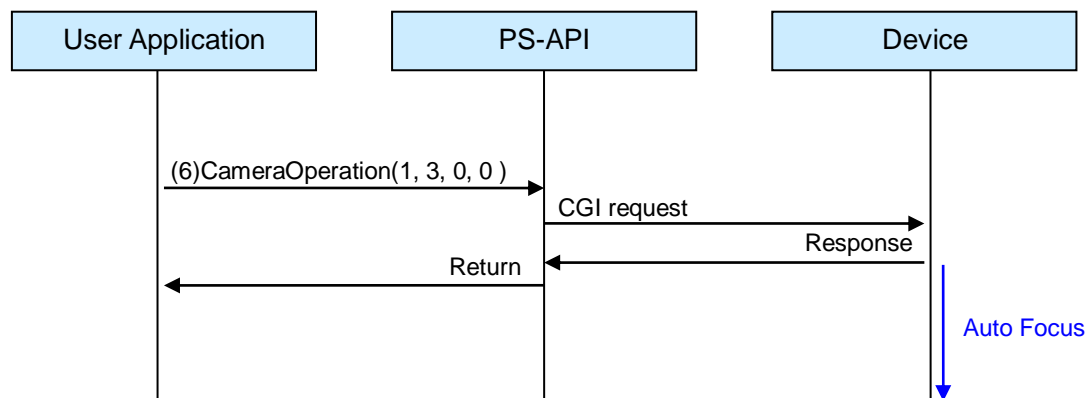 User Application
PS-API
Device
(6)CameraOperation(1, 3, 0, 0 )
CGI request
Response
Return
Auto Focus